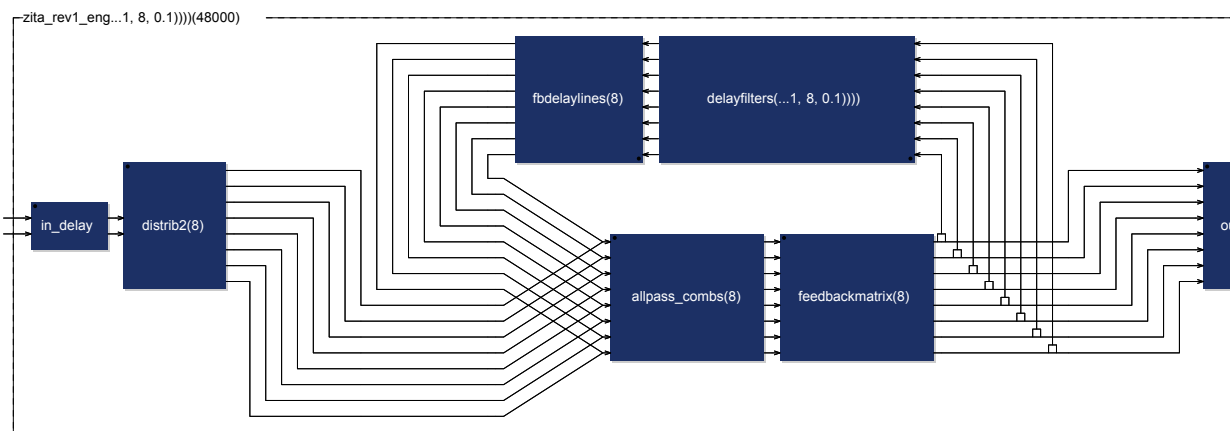 zita_rev1_eng...1, 8, 0.1))))(48000)
fbdelaylines(8)
delayfilters(...1, 8, 0.1))))
in_delay
distrib2(8)
allpass_combs(8)
feedbackmatrix(8)